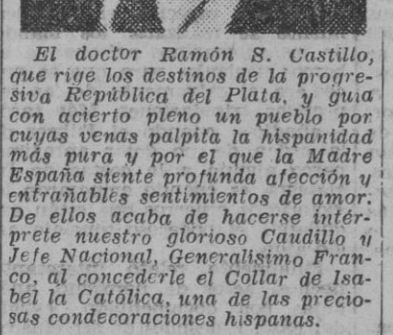 El doctor Ramón S. Castillo,
que rige los destinos de la progre-
siva República del Plata, y guia
con acierto pleno un pueblo por
cuyas venas palpita la hispanidad
más pura y por el que la Madre
España siente profunda afección y
entrañables sentimientos de amor.
De ellos acaba de hacerse intér-
prete nuestro glorioso Caudillo y
Jefe Nacional, Generalísimo Fran-
co, al concederle el Collar de Isa-
bel la Católica, una de las precio-
sas condecoraciones hispanas.